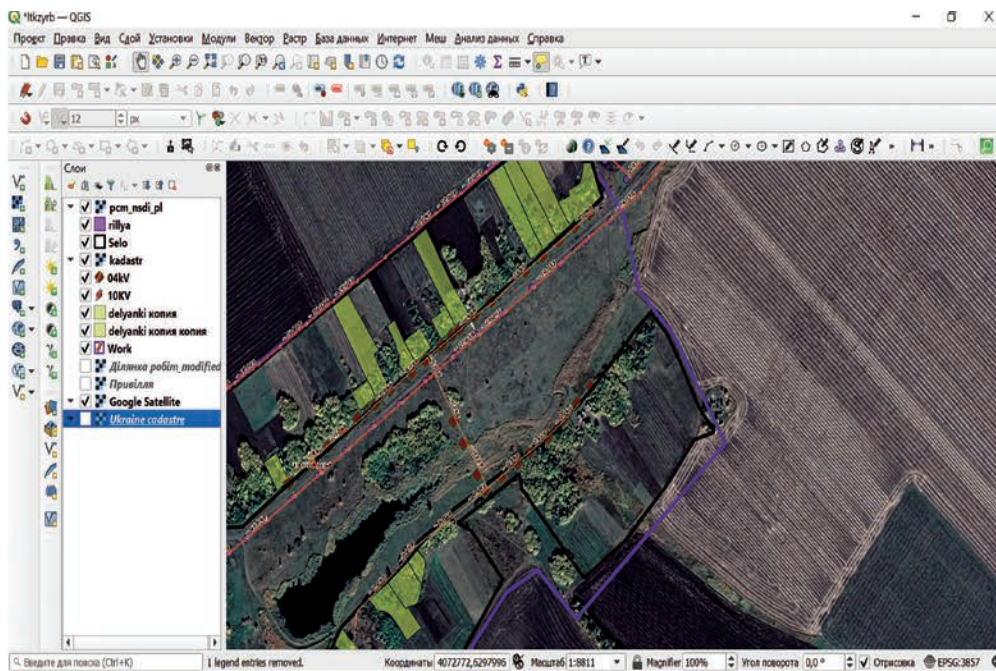 *ltkzyrb — QGIS
Проект Правка Вид Слой Установки Модули Вектор Растр База данных Интернет Меш Анализ данных Справка
12 px
Слои
pcm_nsdi_pl
rillya
Selo
kadastr
04kV
10KV
delyanki копия
delyanki копия копия
Work
Ділянка робіт_modified
Привілля
Google Satellite
Ukraine cadastre
Введите для поиска (Ctrl+K) 1 legend entries removed. Координаты 4072772,6297996 Масштаб 1:8811 Magnifier 100% Угол поворота 0,0 Отрисовка EPSG:3857